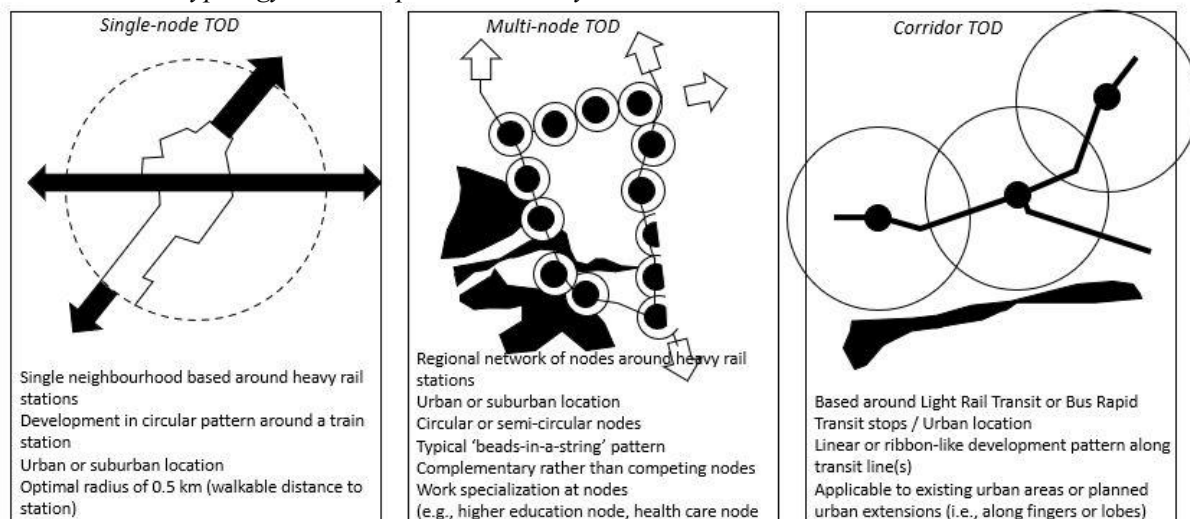 Single-node TOD
Single neighbourhood based around heavy rail
stations
Development in circular pattern around a train
station
Urban or suburban location
Optimal radius of 0.5 km (walkable distance to
station)
Multi-node TOD
Regional network of nodes around heavy rail
stations
Urban or suburban location
Circular or semi-circular nodes
Typical ‘beads-in-a-string’ pattern
Complementary rather than competing nodes
Work specialization at nodes
(e.g., higher education node, health care node
Corridor TOD
Based around Light Rail Transit or Bus Rapid
Transit stops / Urban location
Linear or ribbon-like development pattern along
transit line(s)
Applicable to existing urban areas or planned
urban extensions (i.e., along fingers or lobes)